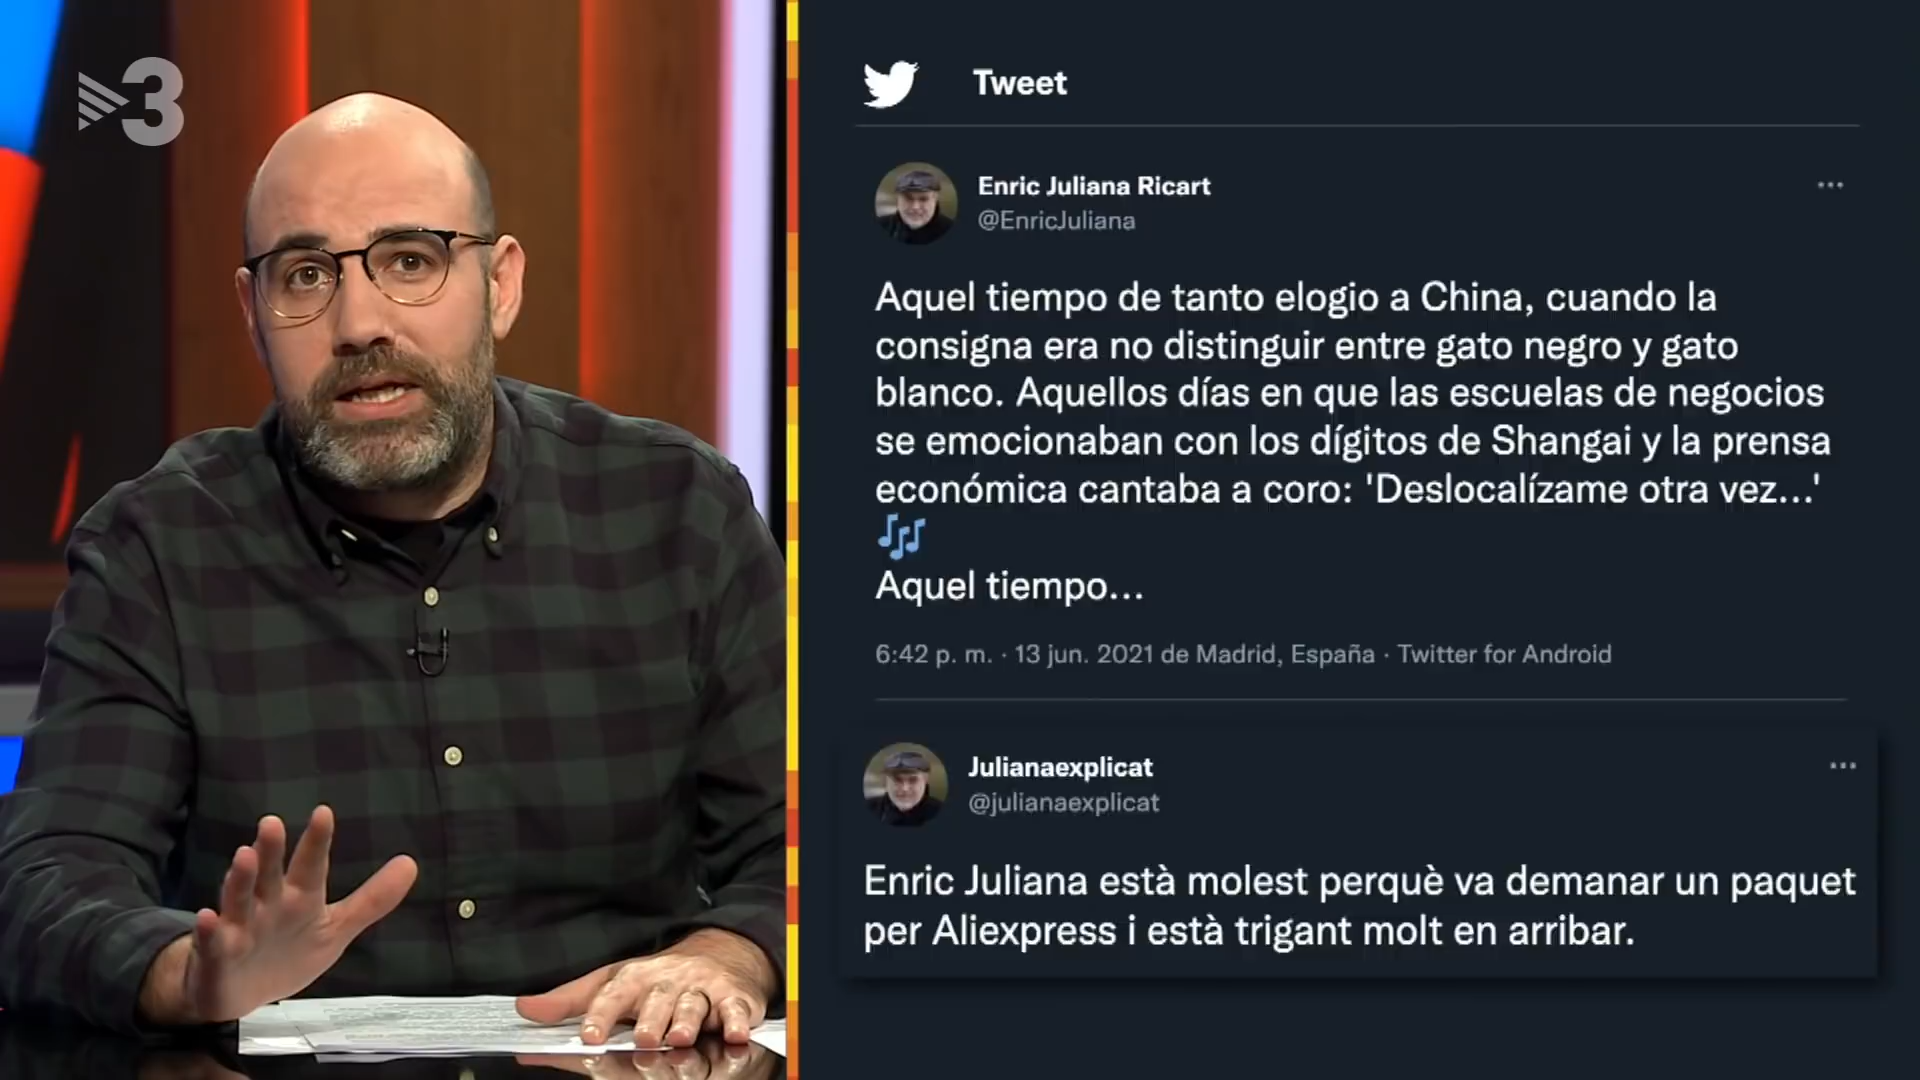 3
Tweet
Enric Juliana Ricart
@EnricJuliana
Aquel tiempo de tanto elogio a China, cuando la
consigna era no distinguir entre gato negro y gato
blanco. Aquellos días en que las escuelas de negocios
se emocionaban con los dígitos de Shangai y la prensa
económica cantaba a coro: 'Deslocalízame otra vez...'
🎶
Aquel tiempo...
6:42 p. m. · 13 jun. 2021 de Madrid, España · Twitter for Android
Julianaexplicat
@julianaexplicat
Enric Juliana està molest perquè va demanar un paquet
per Aliexpress i està trigant molt en arribar.